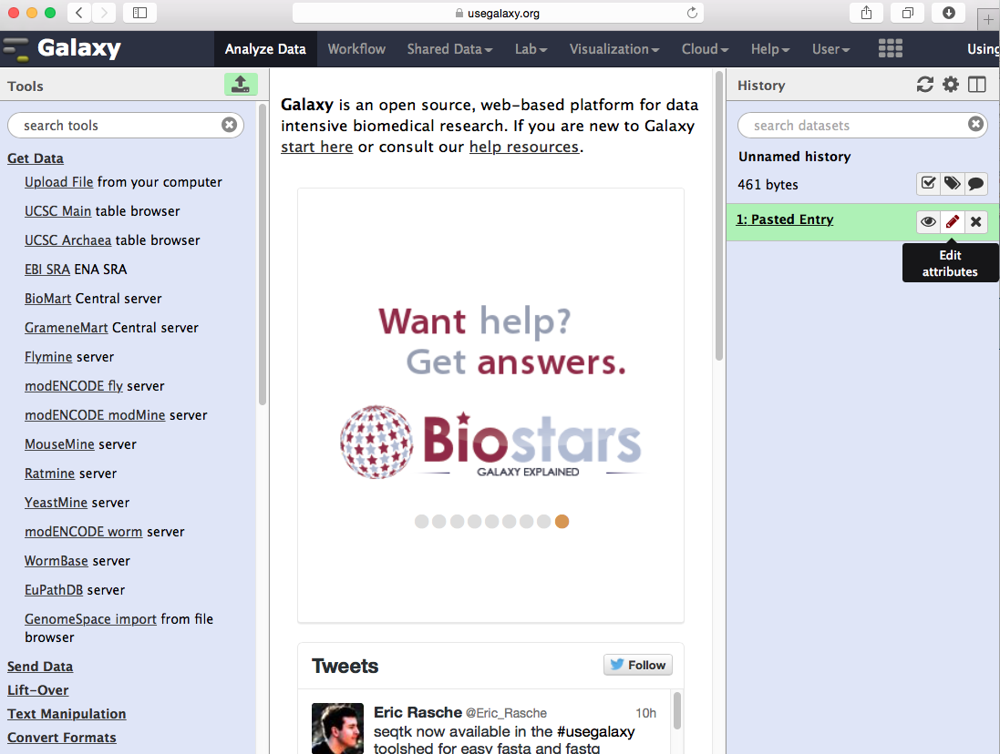 usegalaxy.org
Galaxy
Analyze Data
Workflow
Shared Data
Lab
Visualization
Cloud
Help
User
Using
Tools
search tools
Get Data
Upload File from your computer
UCSC Main table browser
UCSC Archaea table browser
EBI SRA ENA SRA
BioMart Central server
GrameneMart Central server
Flymine server
modENCODE fly server
modENCODE modMine server
MouseMine server
Ratmine server
YeastMine server
modENCODE worm server
WormBase server
EuPathDB server
GenomeSpace import from file
browser
Send Data
Lift-Over
Text Manipulation
Convert Formats
Galaxy is an open source, web-based platform for data
intensive biomedical research. If you are new to Galaxy
start here or consult our help resources.
Want help?
Get answers.
Biostars
GALAXY EXPLAINED
Tweets
Follow
Eric Rasche @Eric_Rasche 10h
seqtk now available in the #usegalaxy
toolshed for easy fasta and fastq
History
search datasets
Unnamed history
461 bytes
1: Pasted Entry
Edit
attributes